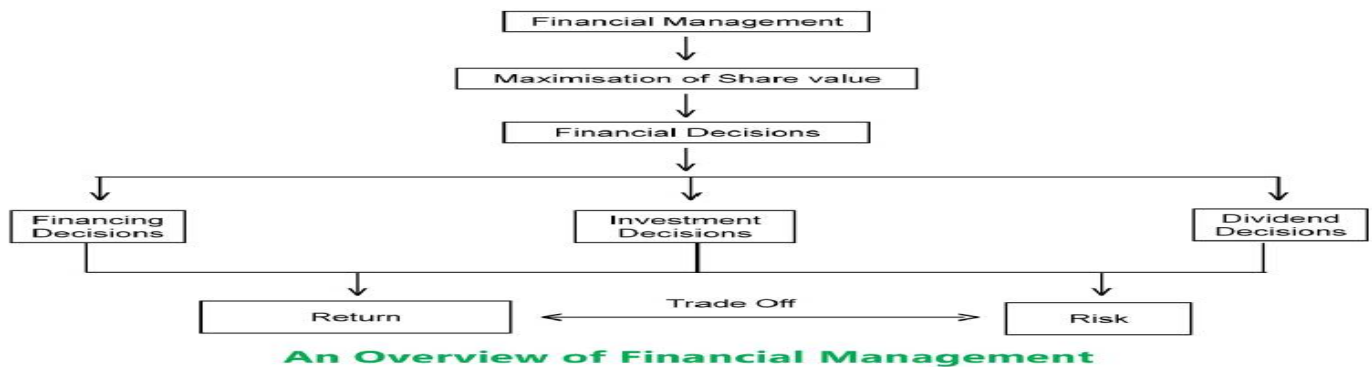 Financial Management
Maximisation of Share value
Financial Decisions
Financing
Decisions
Investment
Decisions
Dividend
Decisions
Return
Trade Off
Risk
An Overview of Financial Management